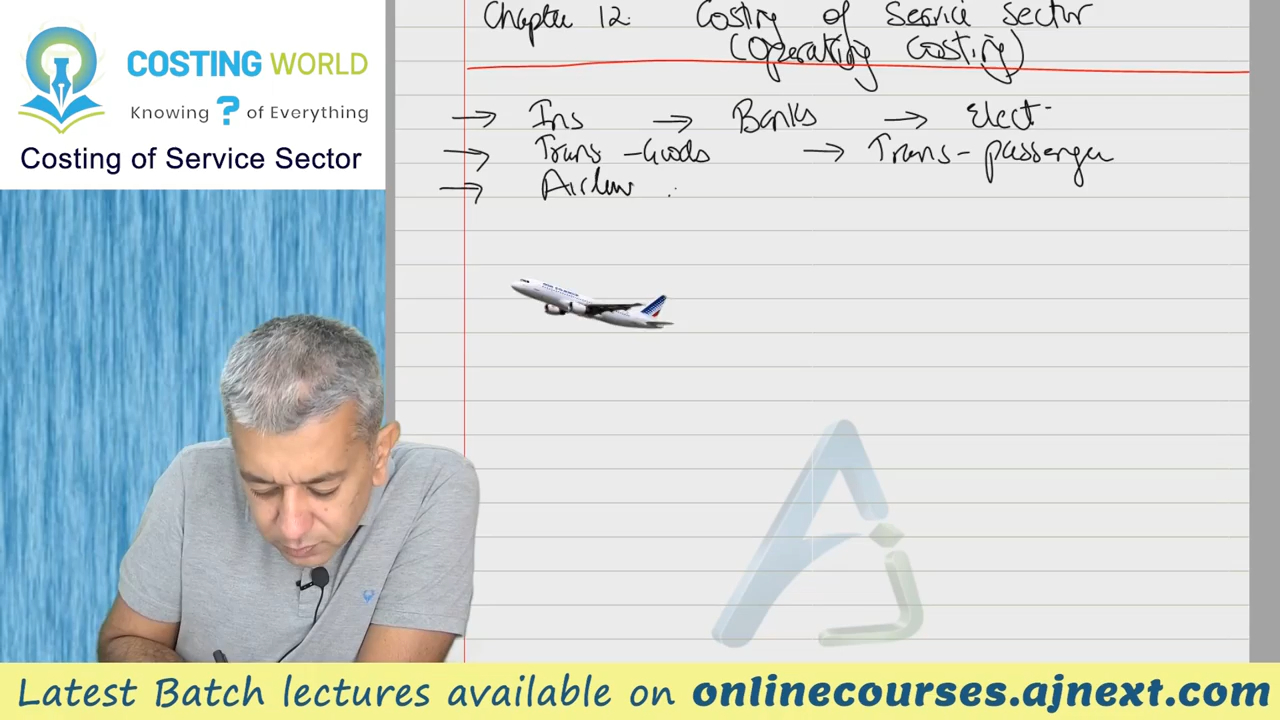 COSTING WORLD
Knowing ? of Everything
Costing of Service Sector
Chapter 12. Costing of Service Sector
(Operating Costing)
→ Ins → Banks → Elect
→ Trans - Goods → Trans - passenger
→ Airline
Latest Batch lectures available on onlinecourses.ajnext.com